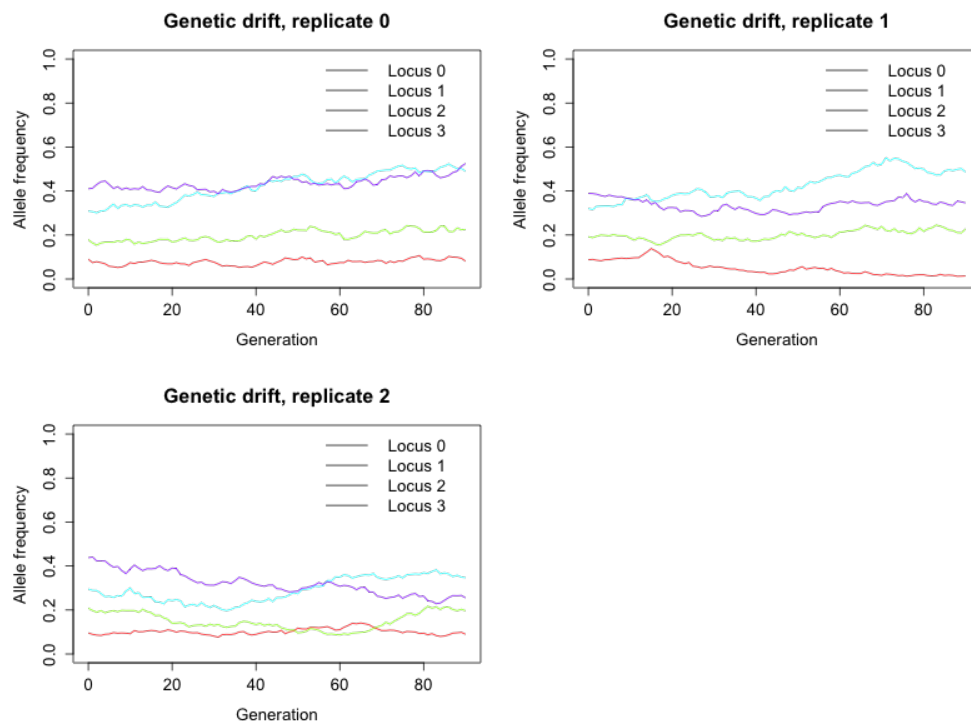 Genetic drift, replicate 0
Allele frequency
0.0 0.2 0.4 0.6 0.8 1.0
Locus 0
Locus 1
Locus 2
Locus 3
0 20 40 60 80
Generation
Genetic drift, replicate 1
Allele frequency
0.0 0.2 0.4 0.6 0.8 1.0
Locus 0
Locus 1
Locus 2
Locus 3
0 20 40 60 80
Generation
Genetic drift, replicate 2
Allele frequency
0.0 0.2 0.4 0.6 0.8 1.0
Locus 0
Locus 1
Locus 2
Locus 3
0 20 40 60 80
Generation